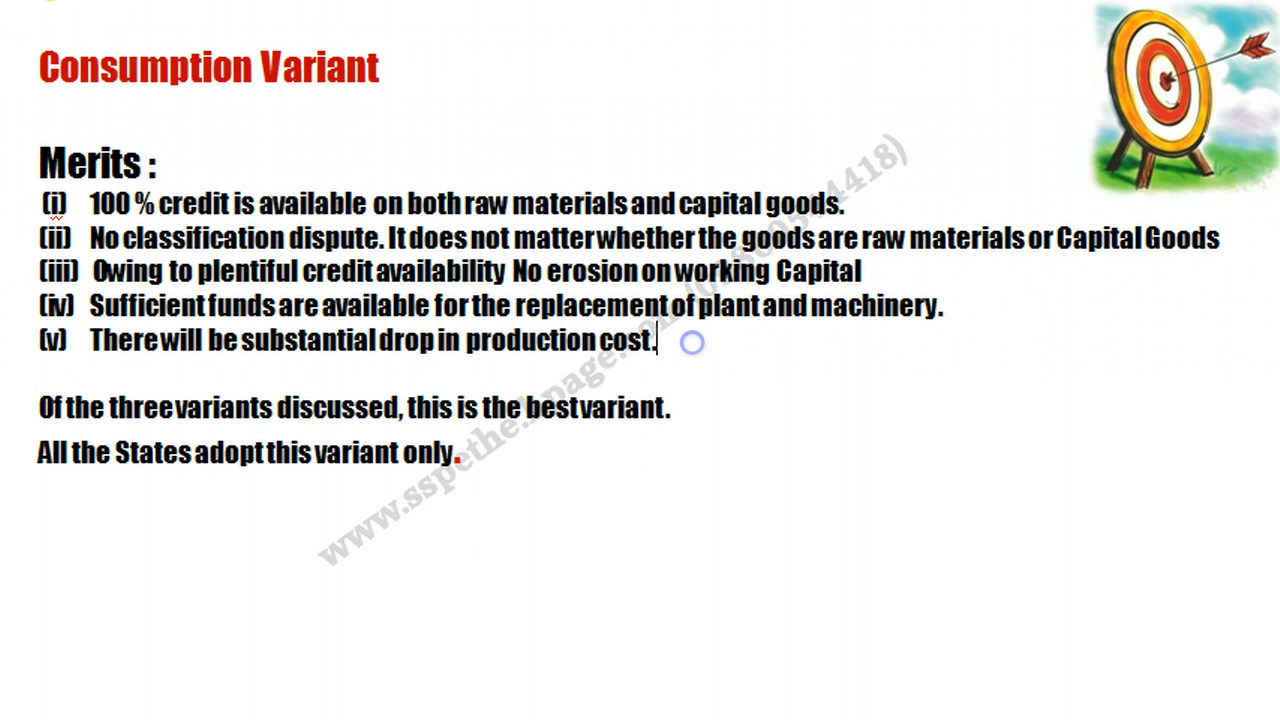 Consumption Variant
Merits :
(i) 100 % credit is available on both raw materials and capital goods.
(ii) No classification dispute. It does not matter whether the goods are raw materials or Capital Goods
(iii) Owing to plentiful credit availability No erosion on working Capital
(iv) Sufficient funds are available for the replacement of plant and machinery.
(v) There will be substantial drop in production cost.
Of the three variants discussed, this is the best variant.
All the States adopt this variant only.